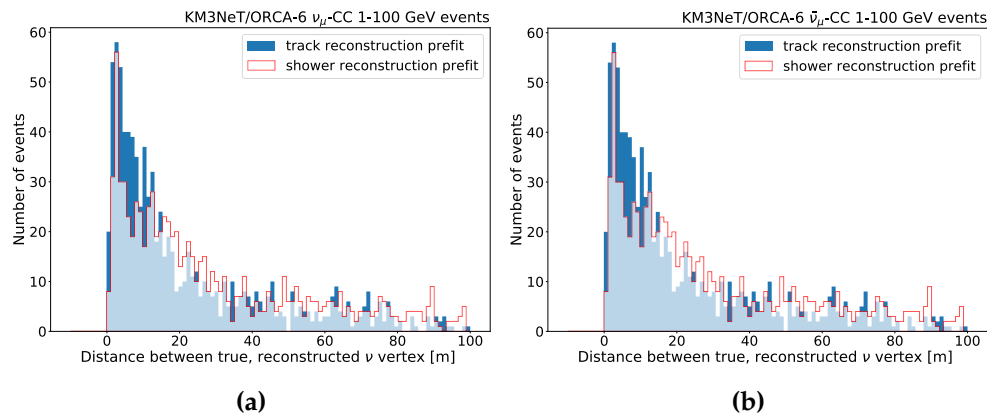 KM3NeT/ORCA-6 νμ-CC 1-100 GeV events
track reconstruction prefit
shower reconstruction prefit
60
50
40
30
20
10
0
Number of events
0 20 40 60 80 100
Distance between true, reconstructed ν vertex [m]
(a)
KM3NeT/ORCA-6 ν̄μ-CC 1-100 GeV events
track reconstruction prefit
shower reconstruction prefit
60
50
40
30
20
10
0
Number of events
0 20 40 60 80 100
Distance between true, reconstructed ν vertex [m]
(b)